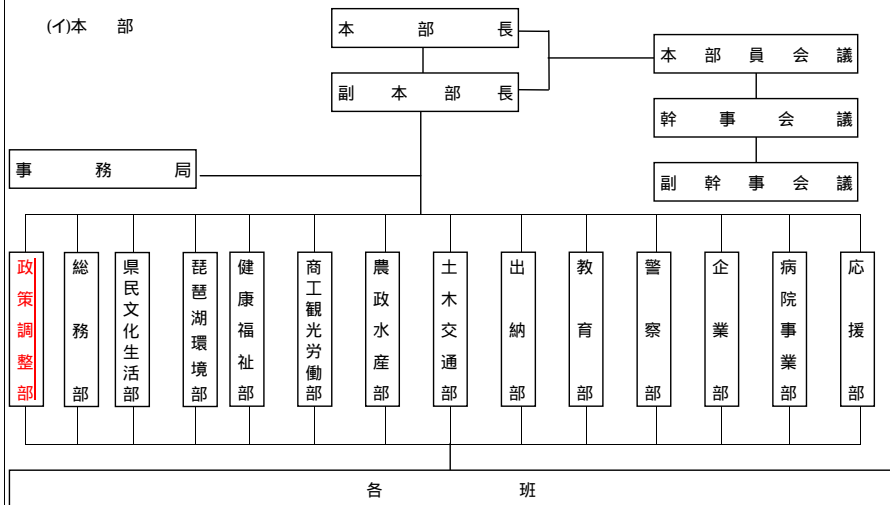 (イ)本 部
本部長
副本部長
本部員会議
幹事会議
副幹事会議
事務局
政策調整部
総務部
県民文化生活部
琵琶湖環境部
健康福祉部
商工観光労働部
農政水産部
土木交通部
出納部
教育部
警察部
企業部
病院事業部
応援部
各班